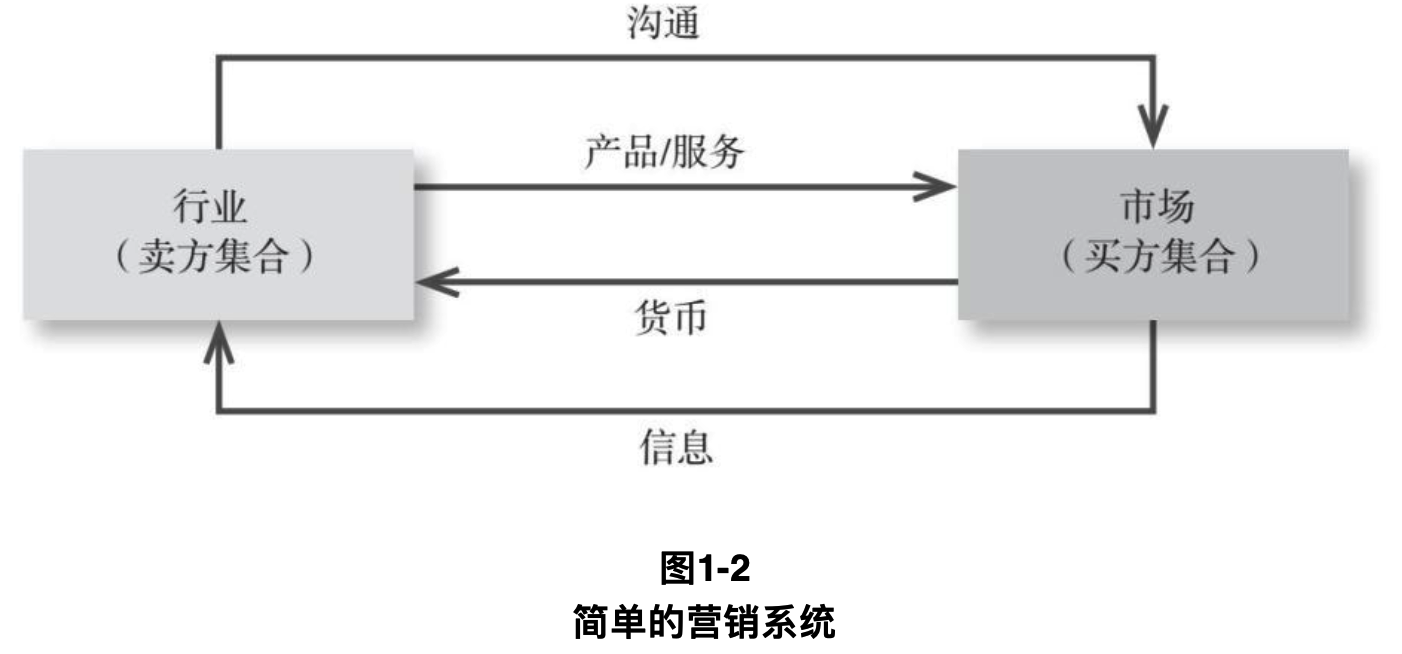 沟通
产品/服务
行业
（卖方集合）
市场
（买方集合）
货币
信息
图1-2
简单的营销系统